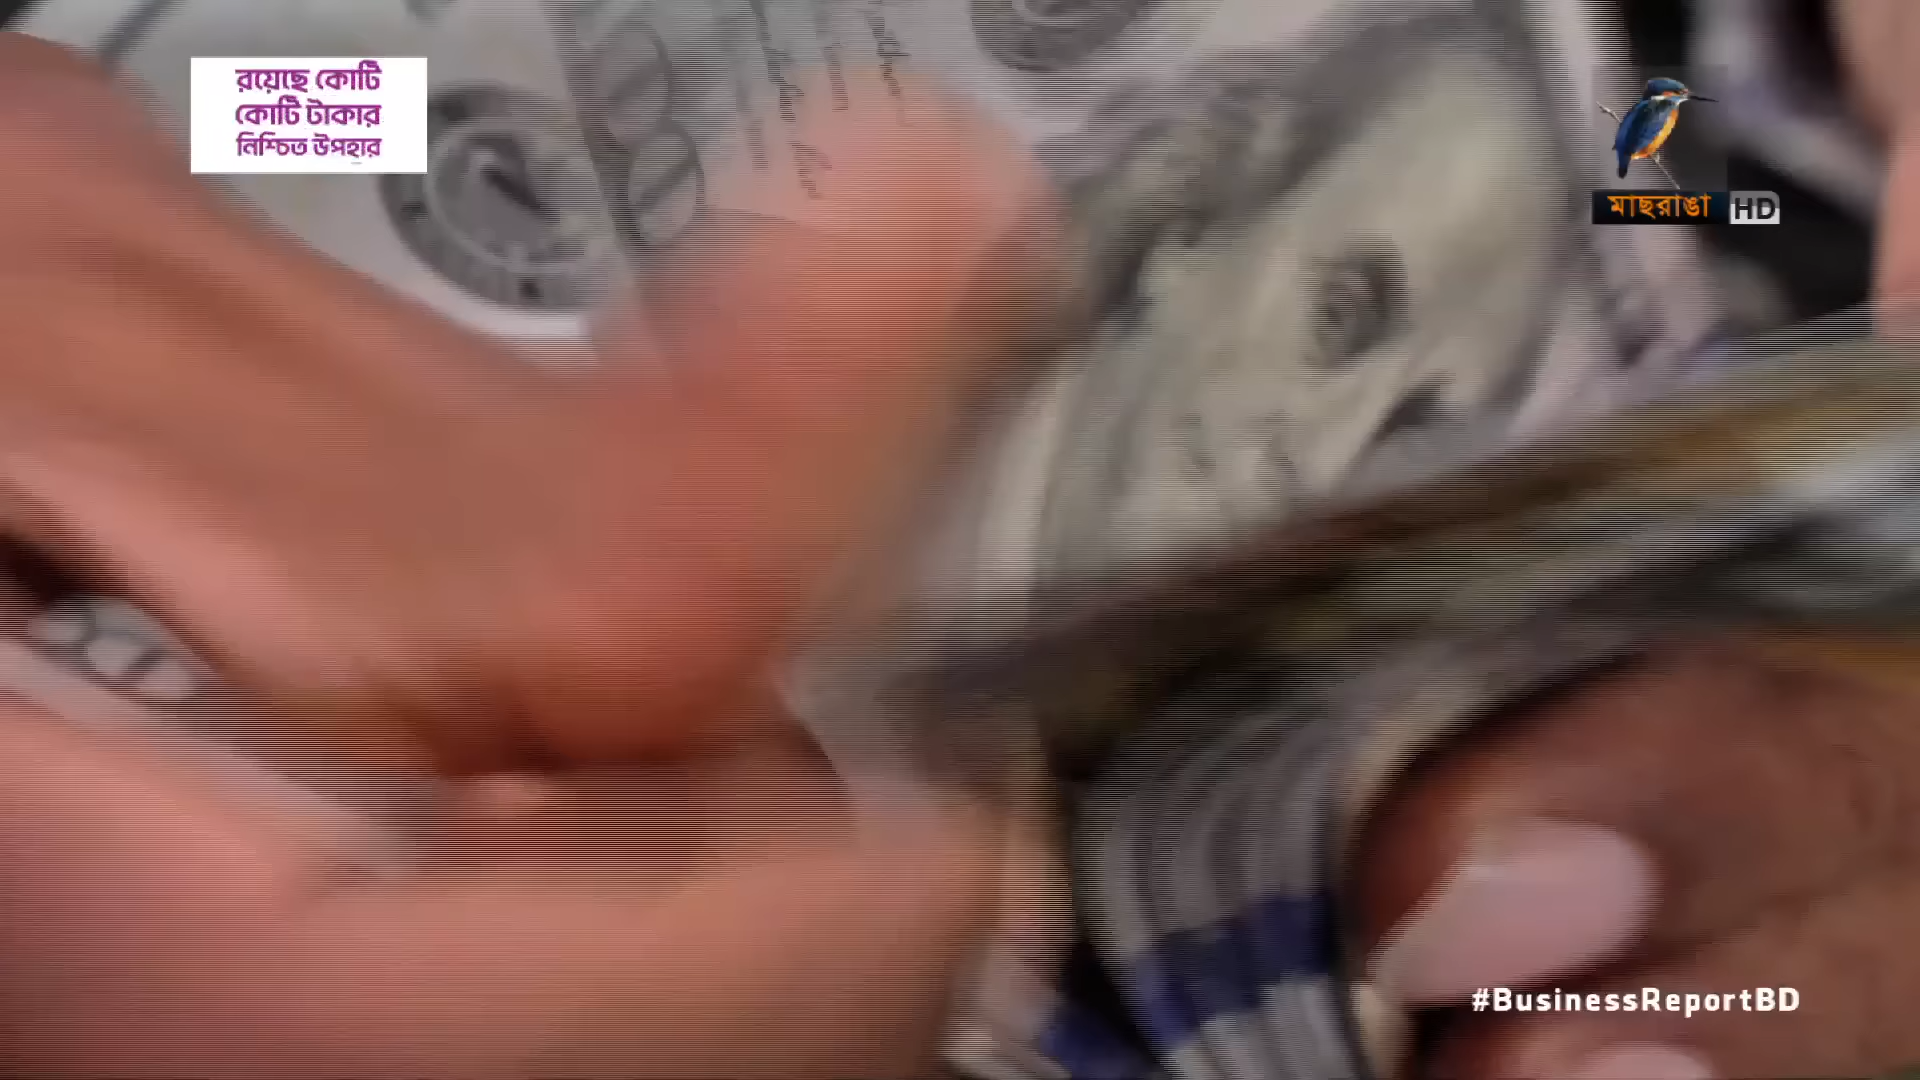 রয়েছে কোটি
কোটি টাকার
নিশ্চিত উপহার
মাছরাঙা HD
#BusinessReportBD